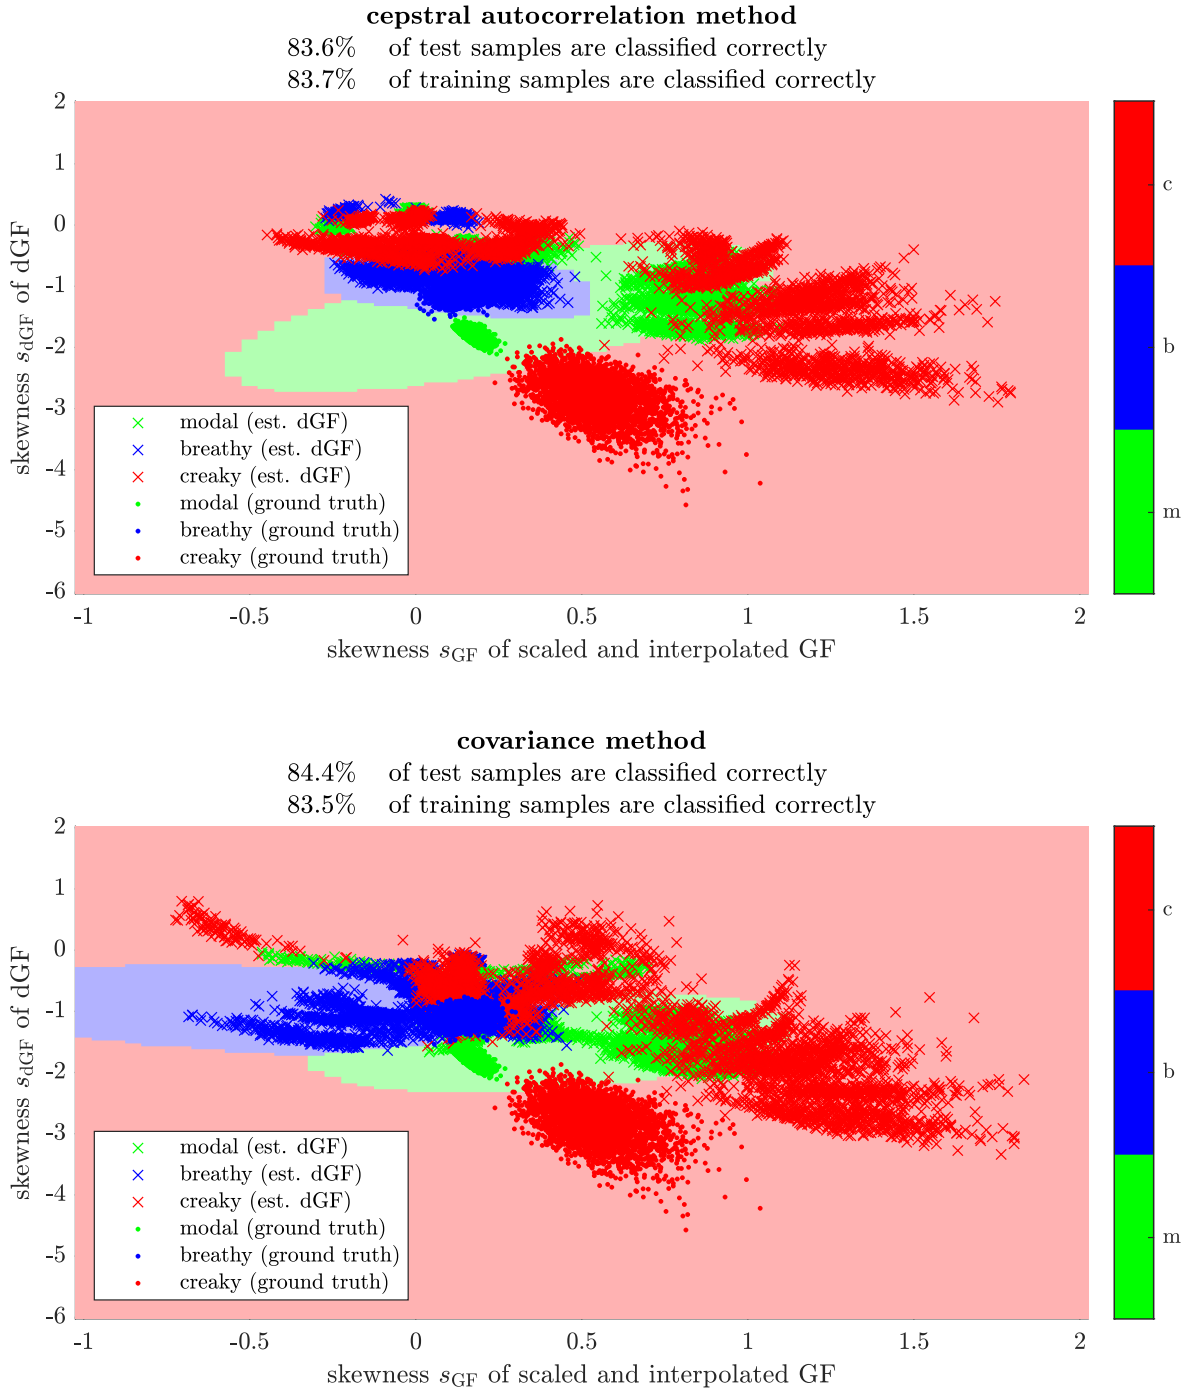 cepstral autocorrelation method
83.6% of test samples are classified correctly
83.7% of training samples are classified correctly
2
1
0
-1
-2
-3
-4
-5
-6
skewness s_dGF of dGF
modal (est. dGF)
breathy (est. dGF)
creaky (est. dGF)
modal (ground truth)
breathy (ground truth)
creaky (ground truth)
c
b
m
-1 -0.5 0 0.5 1 1.5 2
skewness s_GF of scaled and interpolated GF
covariance method
84.4% of test samples are classified correctly
83.5% of training samples are classified correctly
2
1
0
-1
-2
-3
-4
-5
-6
skewness s_dGF of dGF
modal (est. dGF)
breathy (est. dGF)
creaky (est. dGF)
modal (ground truth)
breathy (ground truth)
creaky (ground truth)
c
b
m
-1 -0.5 0 0.5 1 1.5 2
skewness s_GF of scaled and interpolated GF